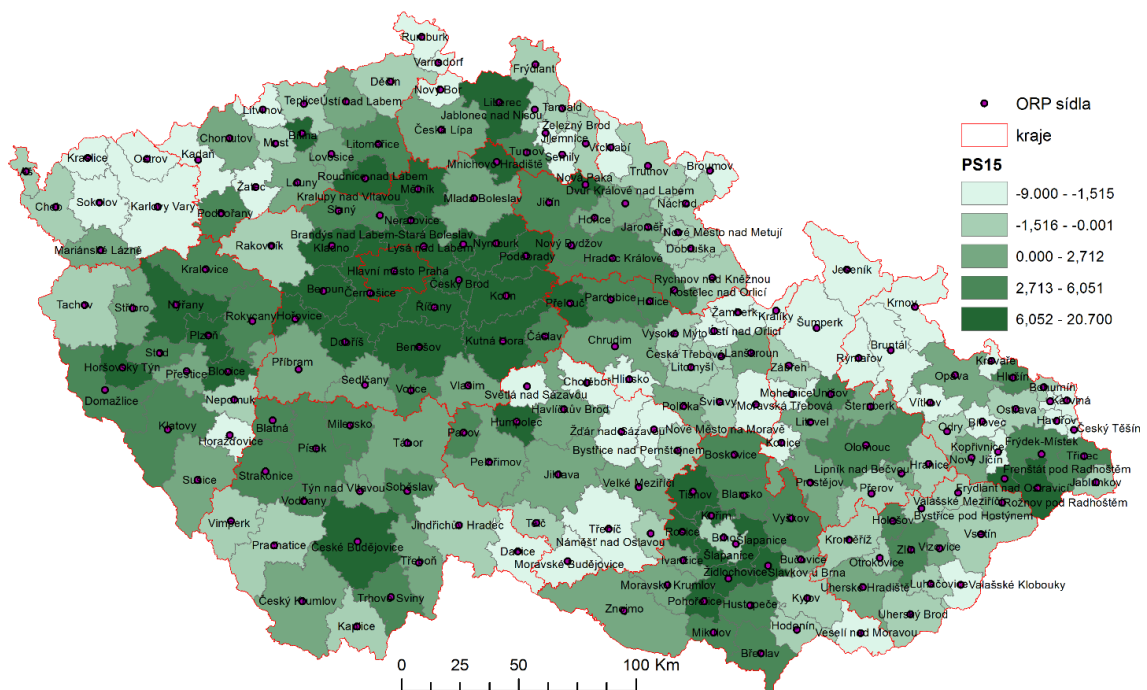 Rumburk
Varnsdorf
Nový Bor
Děčín
Frýdlant
Teplice
Ústí nad Labem
Litvínov
Liberec
Jablonec nad Nisou
Tanvald
Železný Brod
Jilemnice
Vrchlabí
Bílina
Česká Lípa
Chomutov
Most
Litoměřice
Turnov
Semily
Trutnov
Broumov
Kraslice
Ostrov
Kadaň
Lovosice
Mnichovo Hradiště
Nová Paka
Dvůr Králové nad Labem
Náchod
Aš
Roudnice nad Labem
Žatec
Louny
Kralupy nad Vltavou
Mělník
Mladá Boleslav
Jičín
Hořice
Cheb
Sokolov
Karlovy Vary
Podbořany
Slaný
Neratovice
Jaroměř
Nové Město nad Metují
Dobruška
Mariánské Lázně
Rakovník
Brandýs nad Labem-Stará Boleslav
Kladno
Lysá nad Labem
Nymburk
Nový Bydžov
Poděbrady
Hradec Králové
Kralovice
Hlavní město Praha
Český Brod
Rychnov nad Kněžnou
Kostelec nad Orlicí
Jeseník
Tachov
Stříbro
Nýřany
Beroun
Černošice
Říčany
Kolín
Přelouč
Pardubice
Holice
Žamberk
Králíky
Krnov
Rokycany
Hořovice
Plzeň
Dobříš
Benešov
Kutná Hora
Čáslav
Chrudim
Vysoké Mýto
Ústí nad Orlicí
Šumperk
Bruntál
Stod
Přeštice
Blovice
Horšovský Týn
Příbram
Česká Třebová
Lanškroun
Litomyšl
Zábřeh
Rýmařov
Kravaře
Opava
Hlučín
Domažlice
Nepomuk
Sedlčany
Votice
Vlašim
Světlá nad Sázavou
Chotěboř
Hlinsko
Mohelnice
Uničov
Bohumín
Karviná
Klatovy
Horažďovice
Blatná
Milevsko
Humpolec
Havlíčkův Brod
Polička
Svitavy
Moravská Třebová
Šternberk
Litovel
Vítkov
Ostrava
Havířov
Český Těšín
Bílovec
Odry
Písek
Tábor
Pacov
Žďár nad Sázavou
Nové Město na Moravě
Konice
Olomouc
Kopřivnice
Frýdek-Místek
Třinec
Nový Jičín
Bystřice nad Pernštejnem
Boskovice
Hranice
Lipník nad Bečvou
Frenštát pod Radhoštěm
Jablunkov
Sušice
Strakonice
Týn nad Vltavou
Soběslav
Pelhřimov
Jihlava
Velké Meziříčí
Tišnov
Blansko
Prostějov
Přerov
Frýdlant nad Ostravicí
Valašské Meziříčí
Rožnov pod Radhoštěm
Bystřice pod Hostýnem
Vodňany
Vimperk
Prachatice
České Budějovice
Jindřichův Hradec
Telč
Třebíč
Kuřim
Vyškov
Holešov
Kroměříž
Vsetín
Náměšť nad Oslavou
Rosice
Brno
Šlapanice
Šlapanice
Zlín
Vizovice
Třeboň
Dačice
Moravské Budějovice
Ivančice
Židlochovice
Bučovice
Slavkov u Brna
Otrokovice
Český Krumlov
Trhové Sviny
Kaplice
Znojmo
Moravský Krumlov
Pohořelice
Hustopeče
Kyjov
Uherské Hradiště
Luhačovice
Valašské Klobouky
Uherský Brod
Hodonín
Veselí nad Moravou
Mikulov
Břeclav
ORP sídla
kraje
PS15
-9.000 - -1,515
-1,516 - -0.001
0.000 - 2,712
2,713 - 6,051
6,052 - 20.700
0 25 50 100 Km